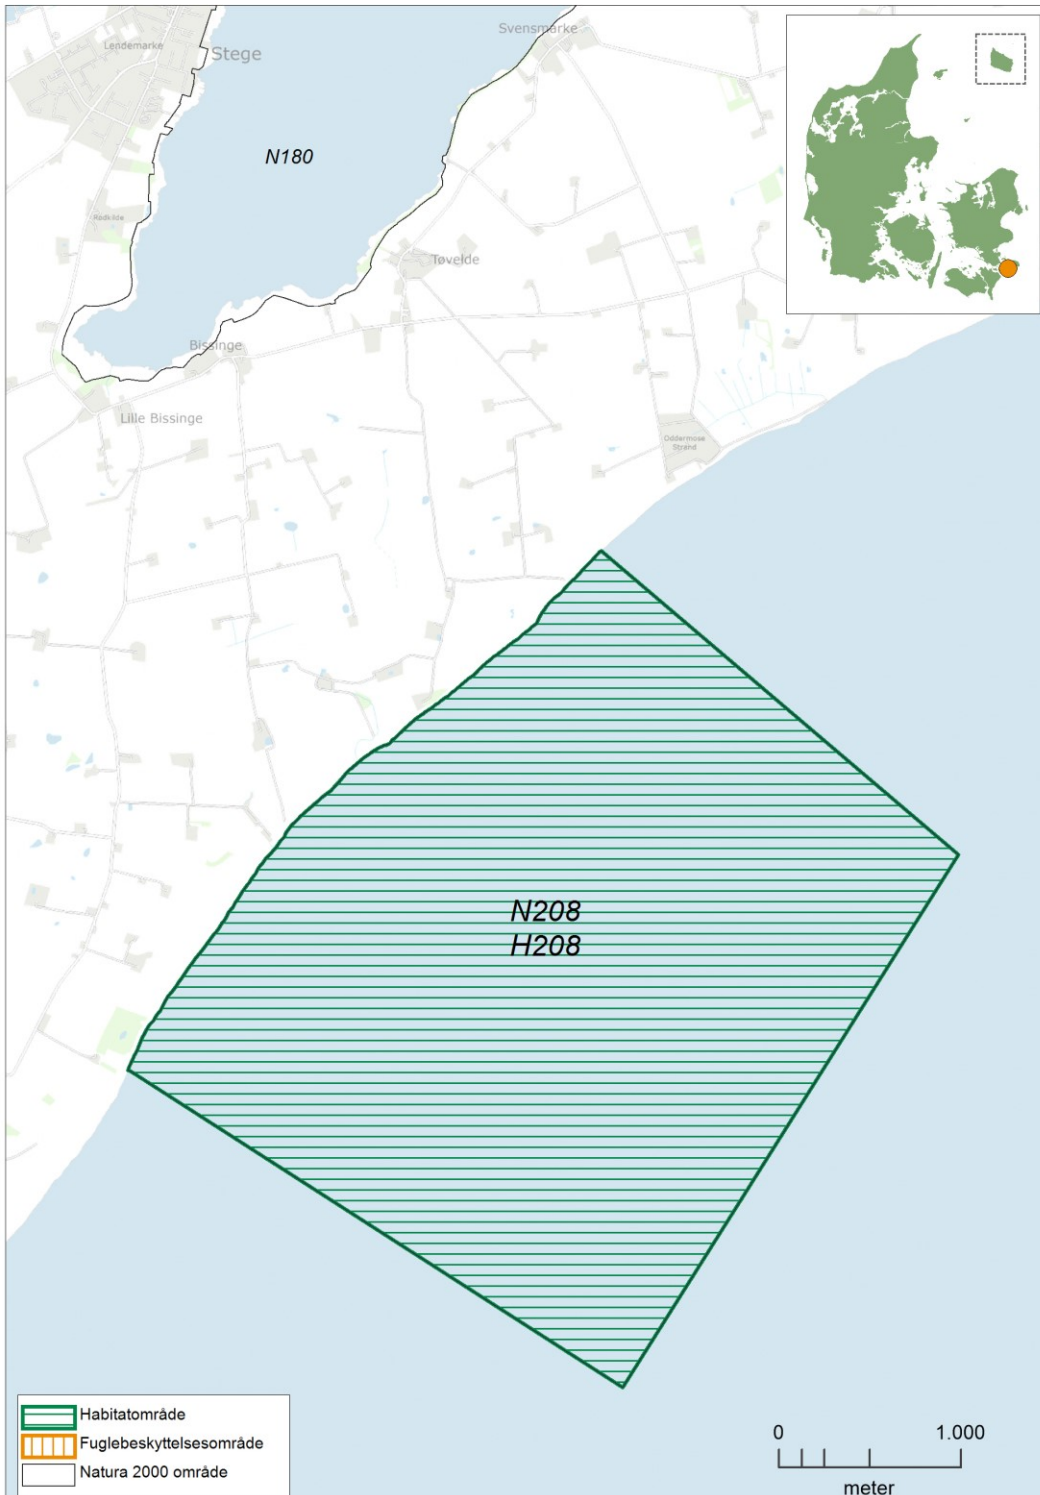 Svensmarke
Lendemarke
Stege
N180
Rødkilde
Tøvelde
Bissinge
Lille Bissinge
Oddermose
Strand
N208
H208
Habitatområde
Fuglebeskyttelsesområde
Natura 2000 område
0 1.000
meter